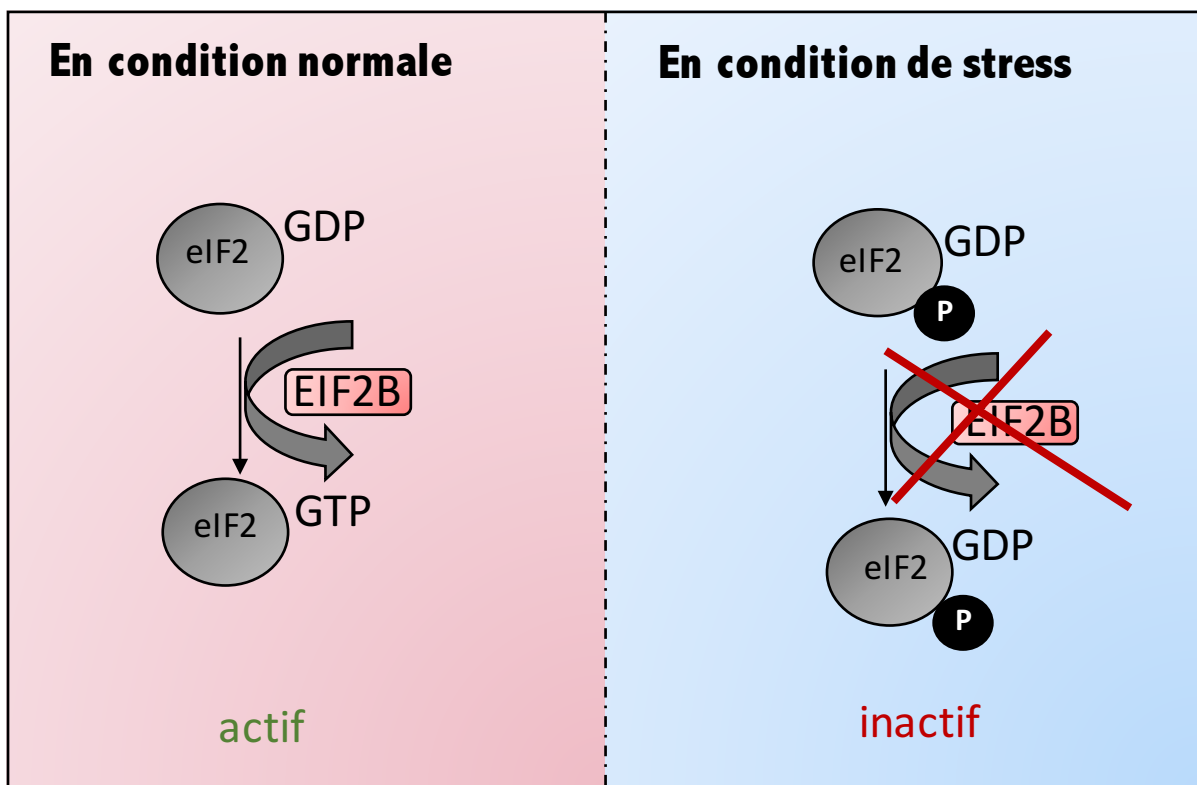 En condition normale
eIF2
GDP
EIF2B
eIF2
GTP
actif
En condition de stress
eIF2
GDP
P
EIF2B
eIF2
GDP
P
inactif